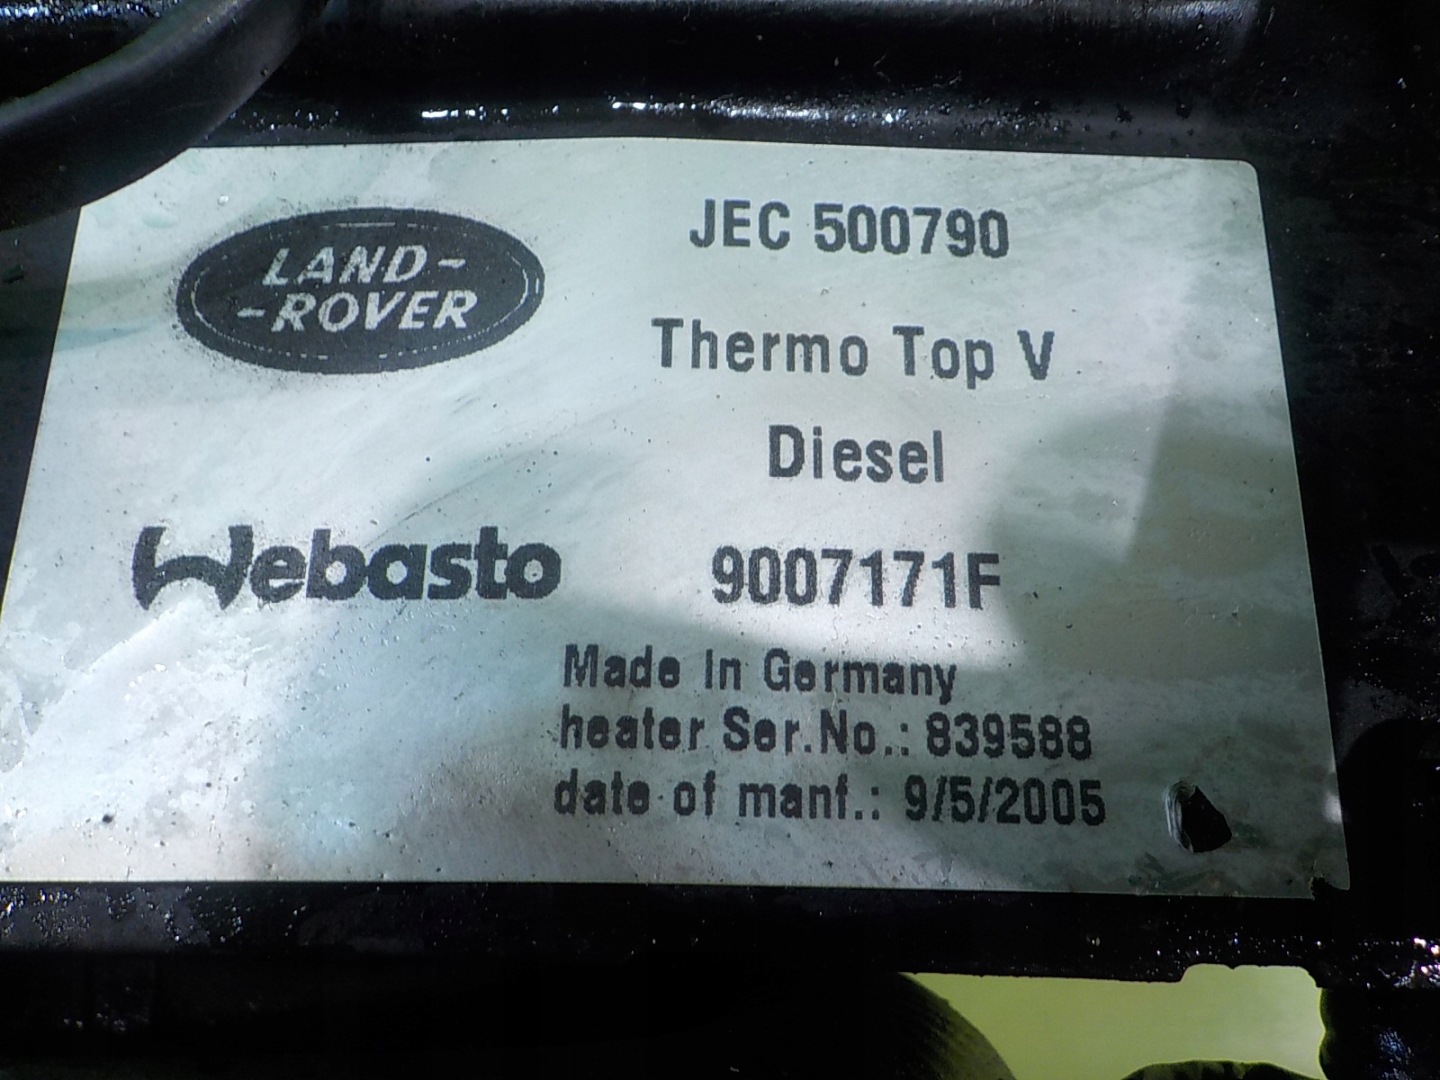 LAND-
-ROVER
JEC 500790
Thermo Top V
Diesel
Webasto
9007171F
Made In Germany
heater Ser.No.: 839588
date of manf.: 9/5/2005